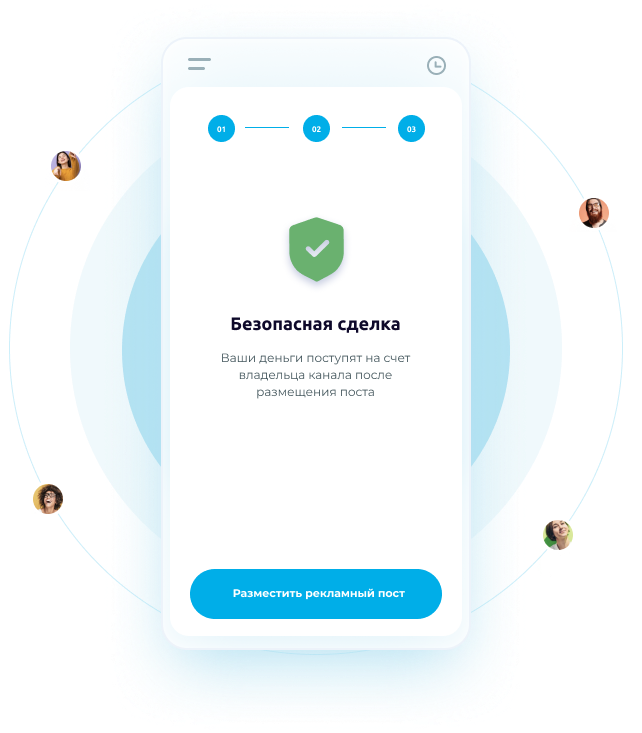 01 02 03
Безопасная сделка
Ваши деньги поступят на счет
владельца канала после
размещения поста
Разместить рекламный пост